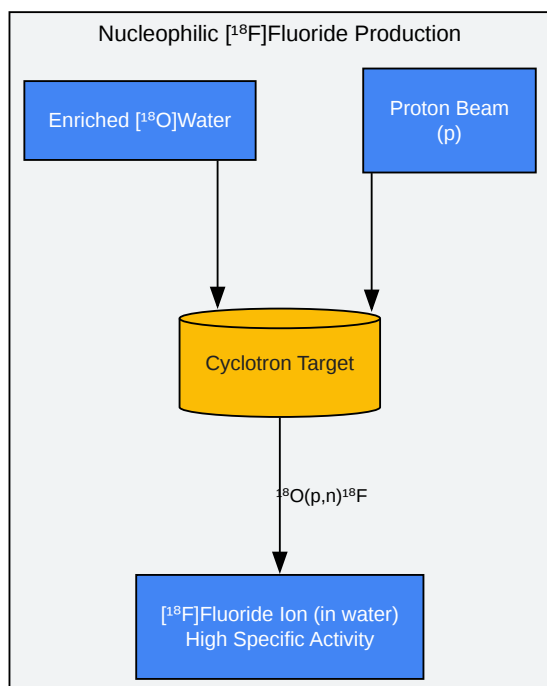 Nucleophilic [¹⁸F]Fluoride Production
Enriched [¹⁸O]Water
Proton Beam
(p)
Cyclotron Target
¹⁸O(p,n)¹⁸F
[¹⁸F]Fluoride Ion (in water)
High Specific Activity